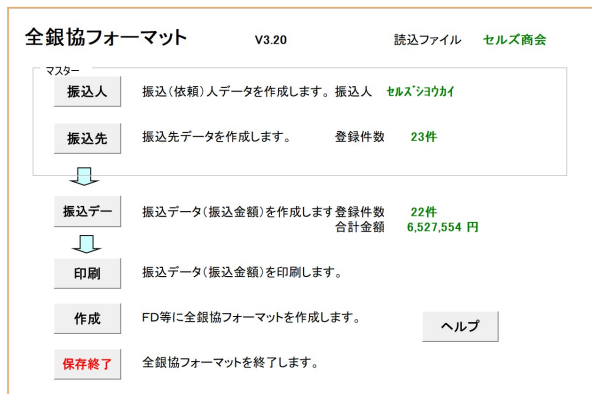 全銀協フォーマット V3.20 読込ファイル セルズ商会
マスター
振込人 振込(依頼)人データを作成します。 振込人 セルズショウカイ
振込先 振込先データを作成します。 登録件数 23件
振込デー 振込データ(振込金額)を作成します 登録件数 22件
合計金額 6,527,554 円
印刷 振込データ(振込金額)を印刷します。
作成 FD等に全銀協フォーマットを作成します。
ヘルプ
保存終了 全銀協フォーマットを終了します。